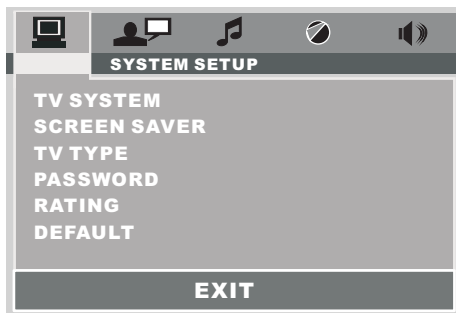 SYSTEM SETUP
TV SYSTEM
SCREEN SAVER
TV TYPE
PASSWORD
RATING
DEFAULT
EXIT